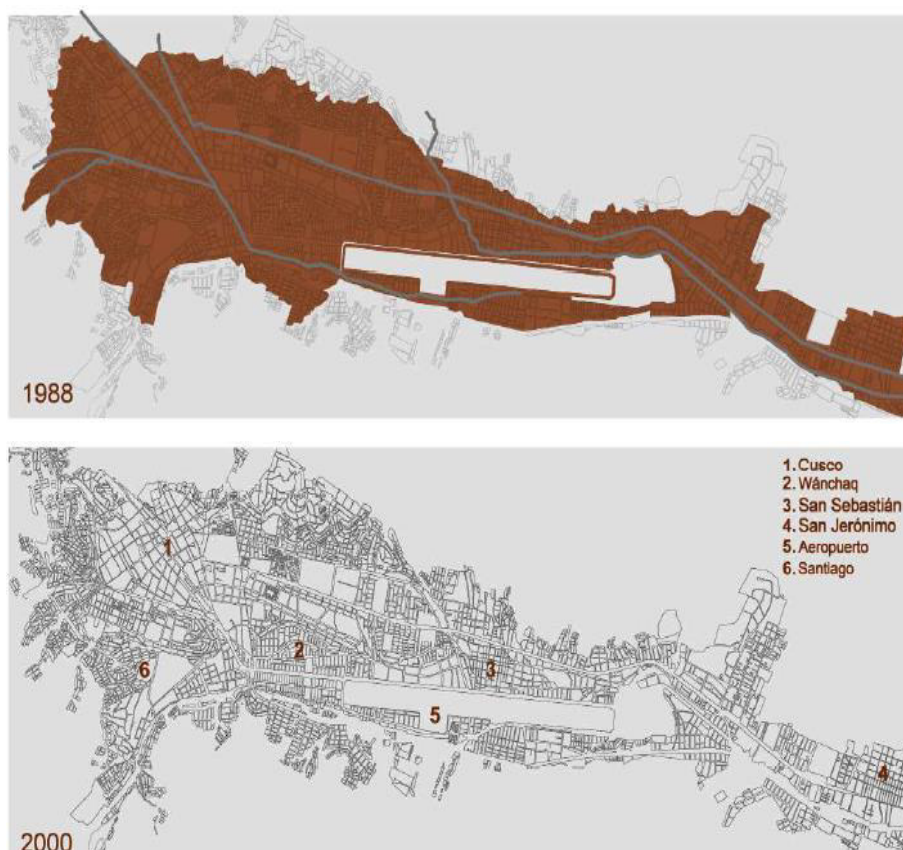 1988
1. Cusco
2. Wánchaq
3. San Sebastián
4. San Jerónimo
5. Aeropuerto
6. Santiago
1
2
3
6
5
4
2000